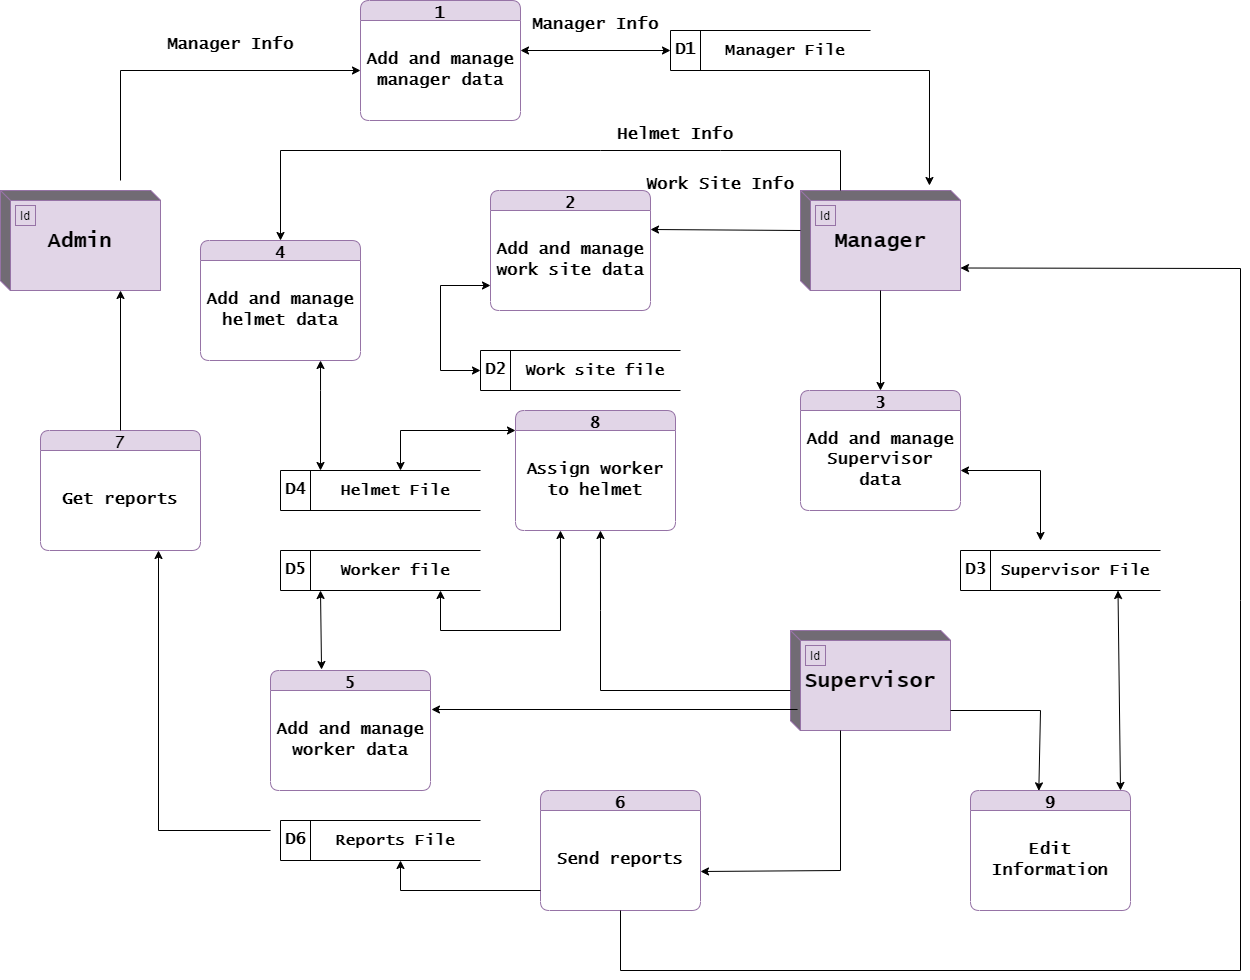 1
Manager Info
Manager Info
Add and manage
manager data
D1
Manager File
Helmet Info
Work Site Info
2
Id
Admin
Id
Manager
4
Add and manage
work site data
Add and manage
helmet data
D2
Work site file
3
8
7
Add and manage
Supervisor
data
Assign worker
to helmet
Get reports
D4
Helmet File
D5
Worker file
D3
Supervisor File
Id
Supervisor
5
Add and manage
worker data
6
9
D6
Reports File
Send reports
Edit
Information